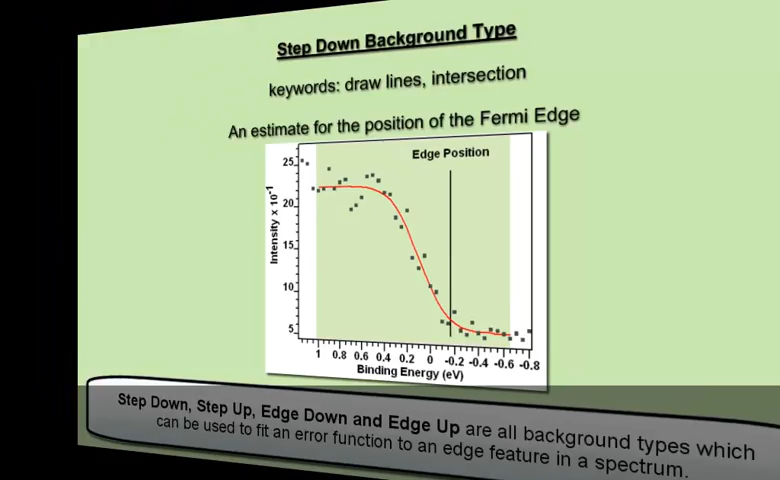 Step Down Background Type
keywords: draw lines, intersection
An estimate for the position of the Fermi Edge
Edge Position
25
20
15
10
5
Intensity x 10^-1
1 0.8 0.6 0.4 0.2 0 -0.2 -0.4 -0.6 -0.8
Binding Energy (eV)
Step Down, Step Up, Edge Down and Edge Up are all background types which
can be used to fit an error function to an edge feature in a spectrum.